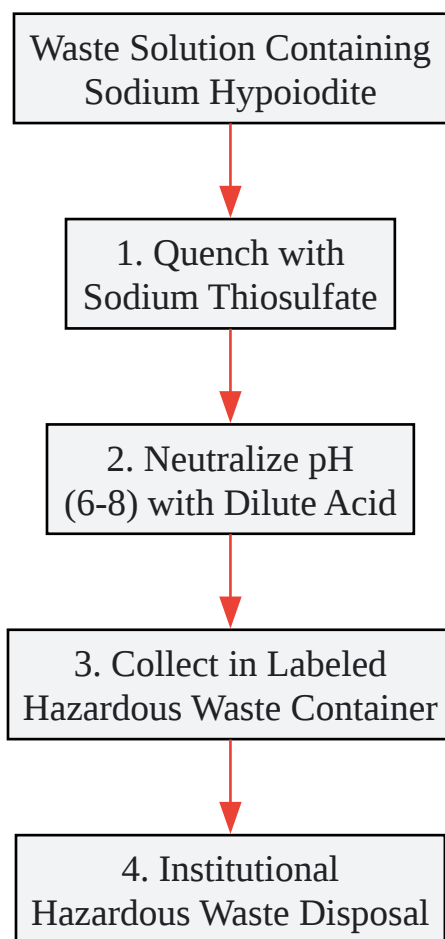 Waste Solution Containing
Sodium Hypoiodite
1. Quench with
Sodium Thiosulfate
2. Neutralize pH
(6-8) with Dilute Acid
3. Collect in Labeled
Hazardous Waste Container
4. Institutional
Hazardous Waste Disposal